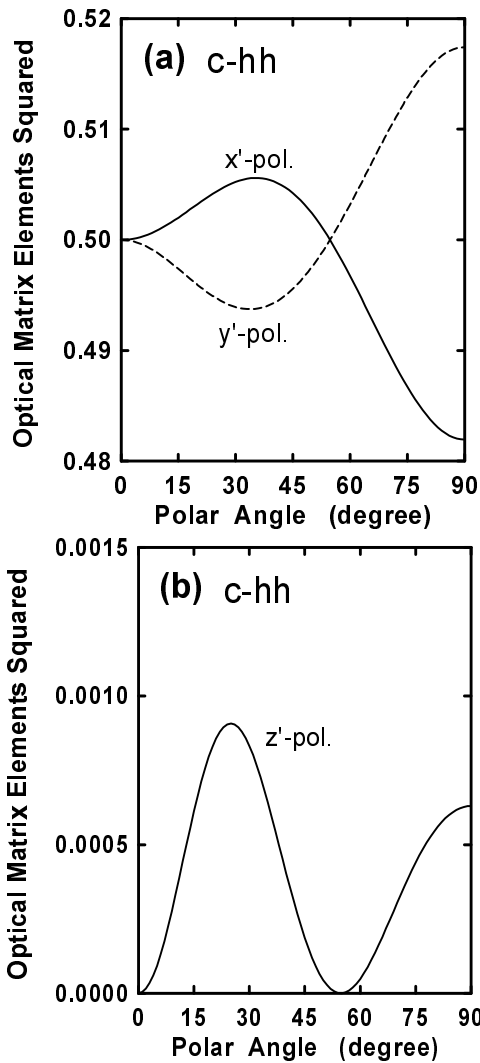 Optical Matrix Elements Squared
0.52
0.51
0.50
0.49
0.48
(a) c-hh
x'-pol.
y'-pol.
0 15 30 45 60 75 90
Polar Angle (degree)
Optical Matrix Elements Squared
0.0015
0.0010
0.0005
0.0000
(b) c-hh
z'-pol.
0 15 30 45 60 75 90
Polar Angle (degree)